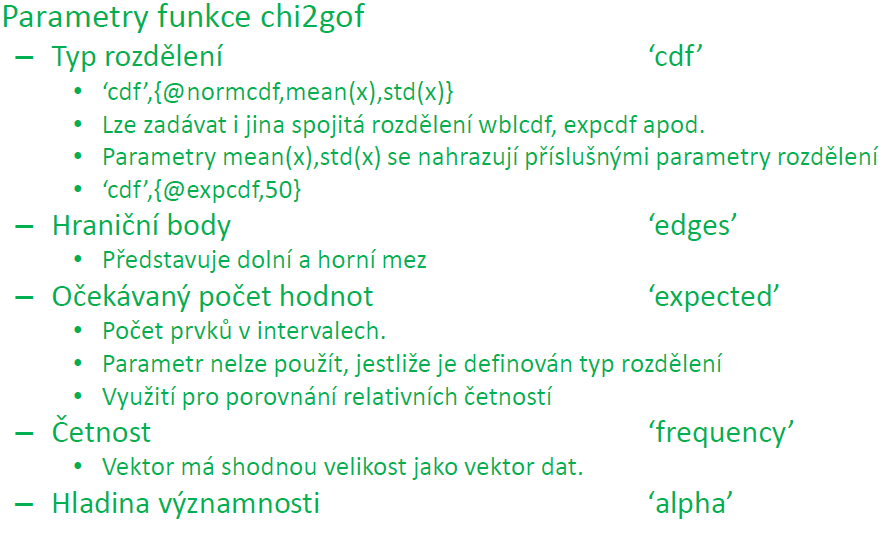 Parametry funkce chi2gof
– Typ rozdělení ‘cdf’
• ‘cdf’,{@normcdf,mean(x),std(x)}
• Lze zadávat i jina spojitá rozdělení wblcdf, expcdf apod.
• Parametry mean(x),std(x) se nahrazují příslušnými parametry rozdělení
• ‘cdf’,{@expcdf,50}
– Hraniční body ‘edges’
• Představuje dolní a horní mez
– Očekávaný počet hodnot ‘expected’
• Počet prvků v intervalech.
• Parametr nelze použít, jestliže je definován typ rozdělení
• Využití pro porovnání relativních četností
– Četnost ‘frequency’
• Vektor má shodnou velikost jako vektor dat.
– Hladina významnosti ‘alpha’